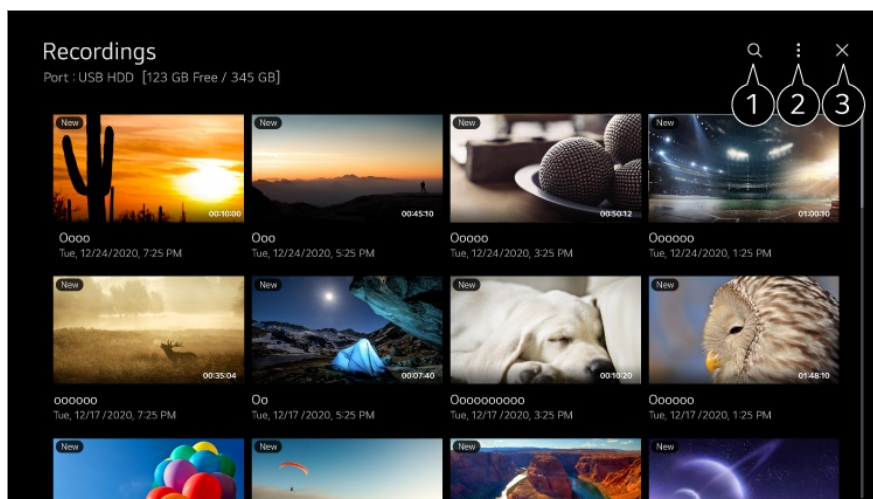 Recordings
Port : USB HDD [123 GB Free / 345 GB]
1 2 3
New New New New
00:10:00 00:45:10 00:50:12 01:00:10
Oooo Ooo Ooooo Oooooo
Tue, 12/24/2020, 7:25 PM Tue, 12/24/2020, 5:25 PM Tue, 12/24/2020, 3:25 PM Tue, 12/24/2020, 1:25 PM
New New New New
00:35:04 00:07:40 00:10:20 01:48:10
oooooo Oo Oooooooooo Oooooo
Tue, 12/17 /2020, 7:25 PM Tue, 12/17 /2020, 5:25 PM Tue, 12/17 /2020, 3:25 PM Tue, 12/17 /2020, 1:25 PM
New New New New